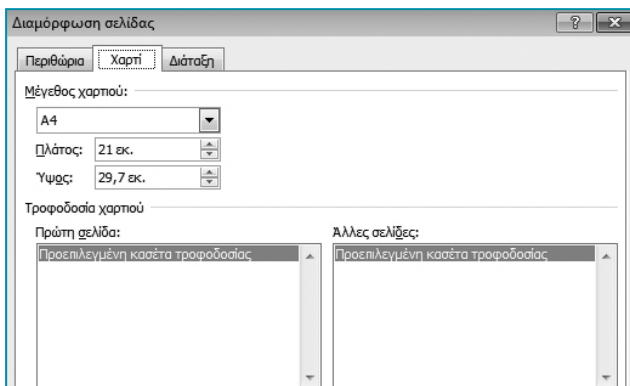 Διαμόρφωση σελίδας
Περιθώρια Χαρτί Διάταξη
Μέγεθος χαρτιού:
A4
Πλάτος: 21 εκ.
Ύψος: 29,7 εκ.
Τροφοδοσία χαρτιού
Πρώτη σελίδα: Άλλες σελίδες:
Προεπιλεγμένη κασέτα τροφοδοσίας Προεπιλεγμένη κασέτα τροφοδοσίας